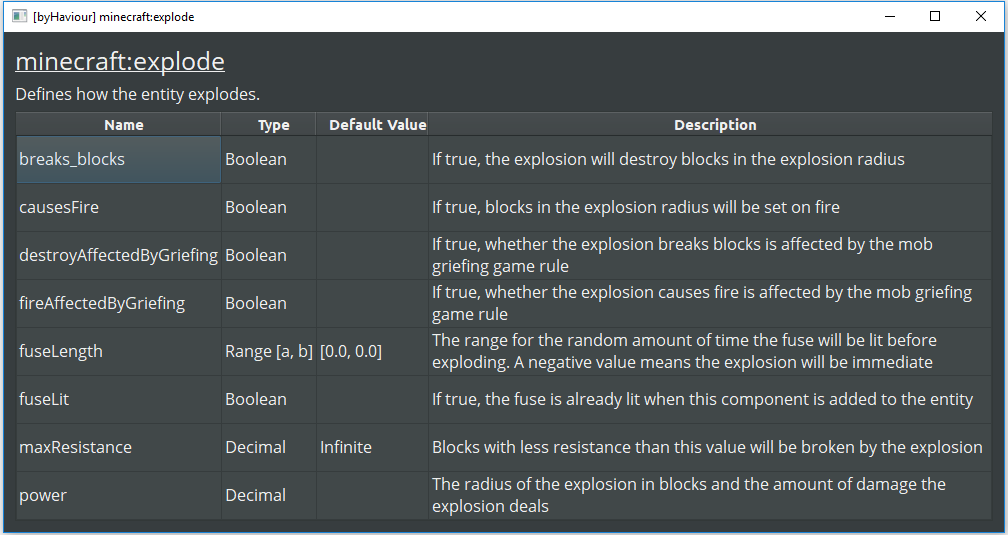 [byHaviour] minecraft:explode
minecraft:explode
Defines how the entity explodes.
Name Type Default Value Description
breaks_blocks Boolean If true, the explosion will destroy blocks in the explosion radius
causesFire Boolean If true, blocks in the explosion radius will be set on fire
destroyAffectedByGriefing Boolean If true, whether the explosion breaks blocks is affected by the mob
griefing game rule
fireAffectedByGriefing Boolean If true, whether the explosion causes fire is affected by the mob griefing
game rule
fuseLength Range [a, b] [0.0, 0.0] The range for the random amount of time the fuse will be lit before
exploding. A negative value means the explosion will be immediate
fuseLit Boolean If true, the fuse is already lit when this component is added to the entity
maxResistance Decimal Infinite Blocks with less resistance than this value will be broken by the explosion
power Decimal The radius of the explosion in blocks and the amount of damage the
explosion deals